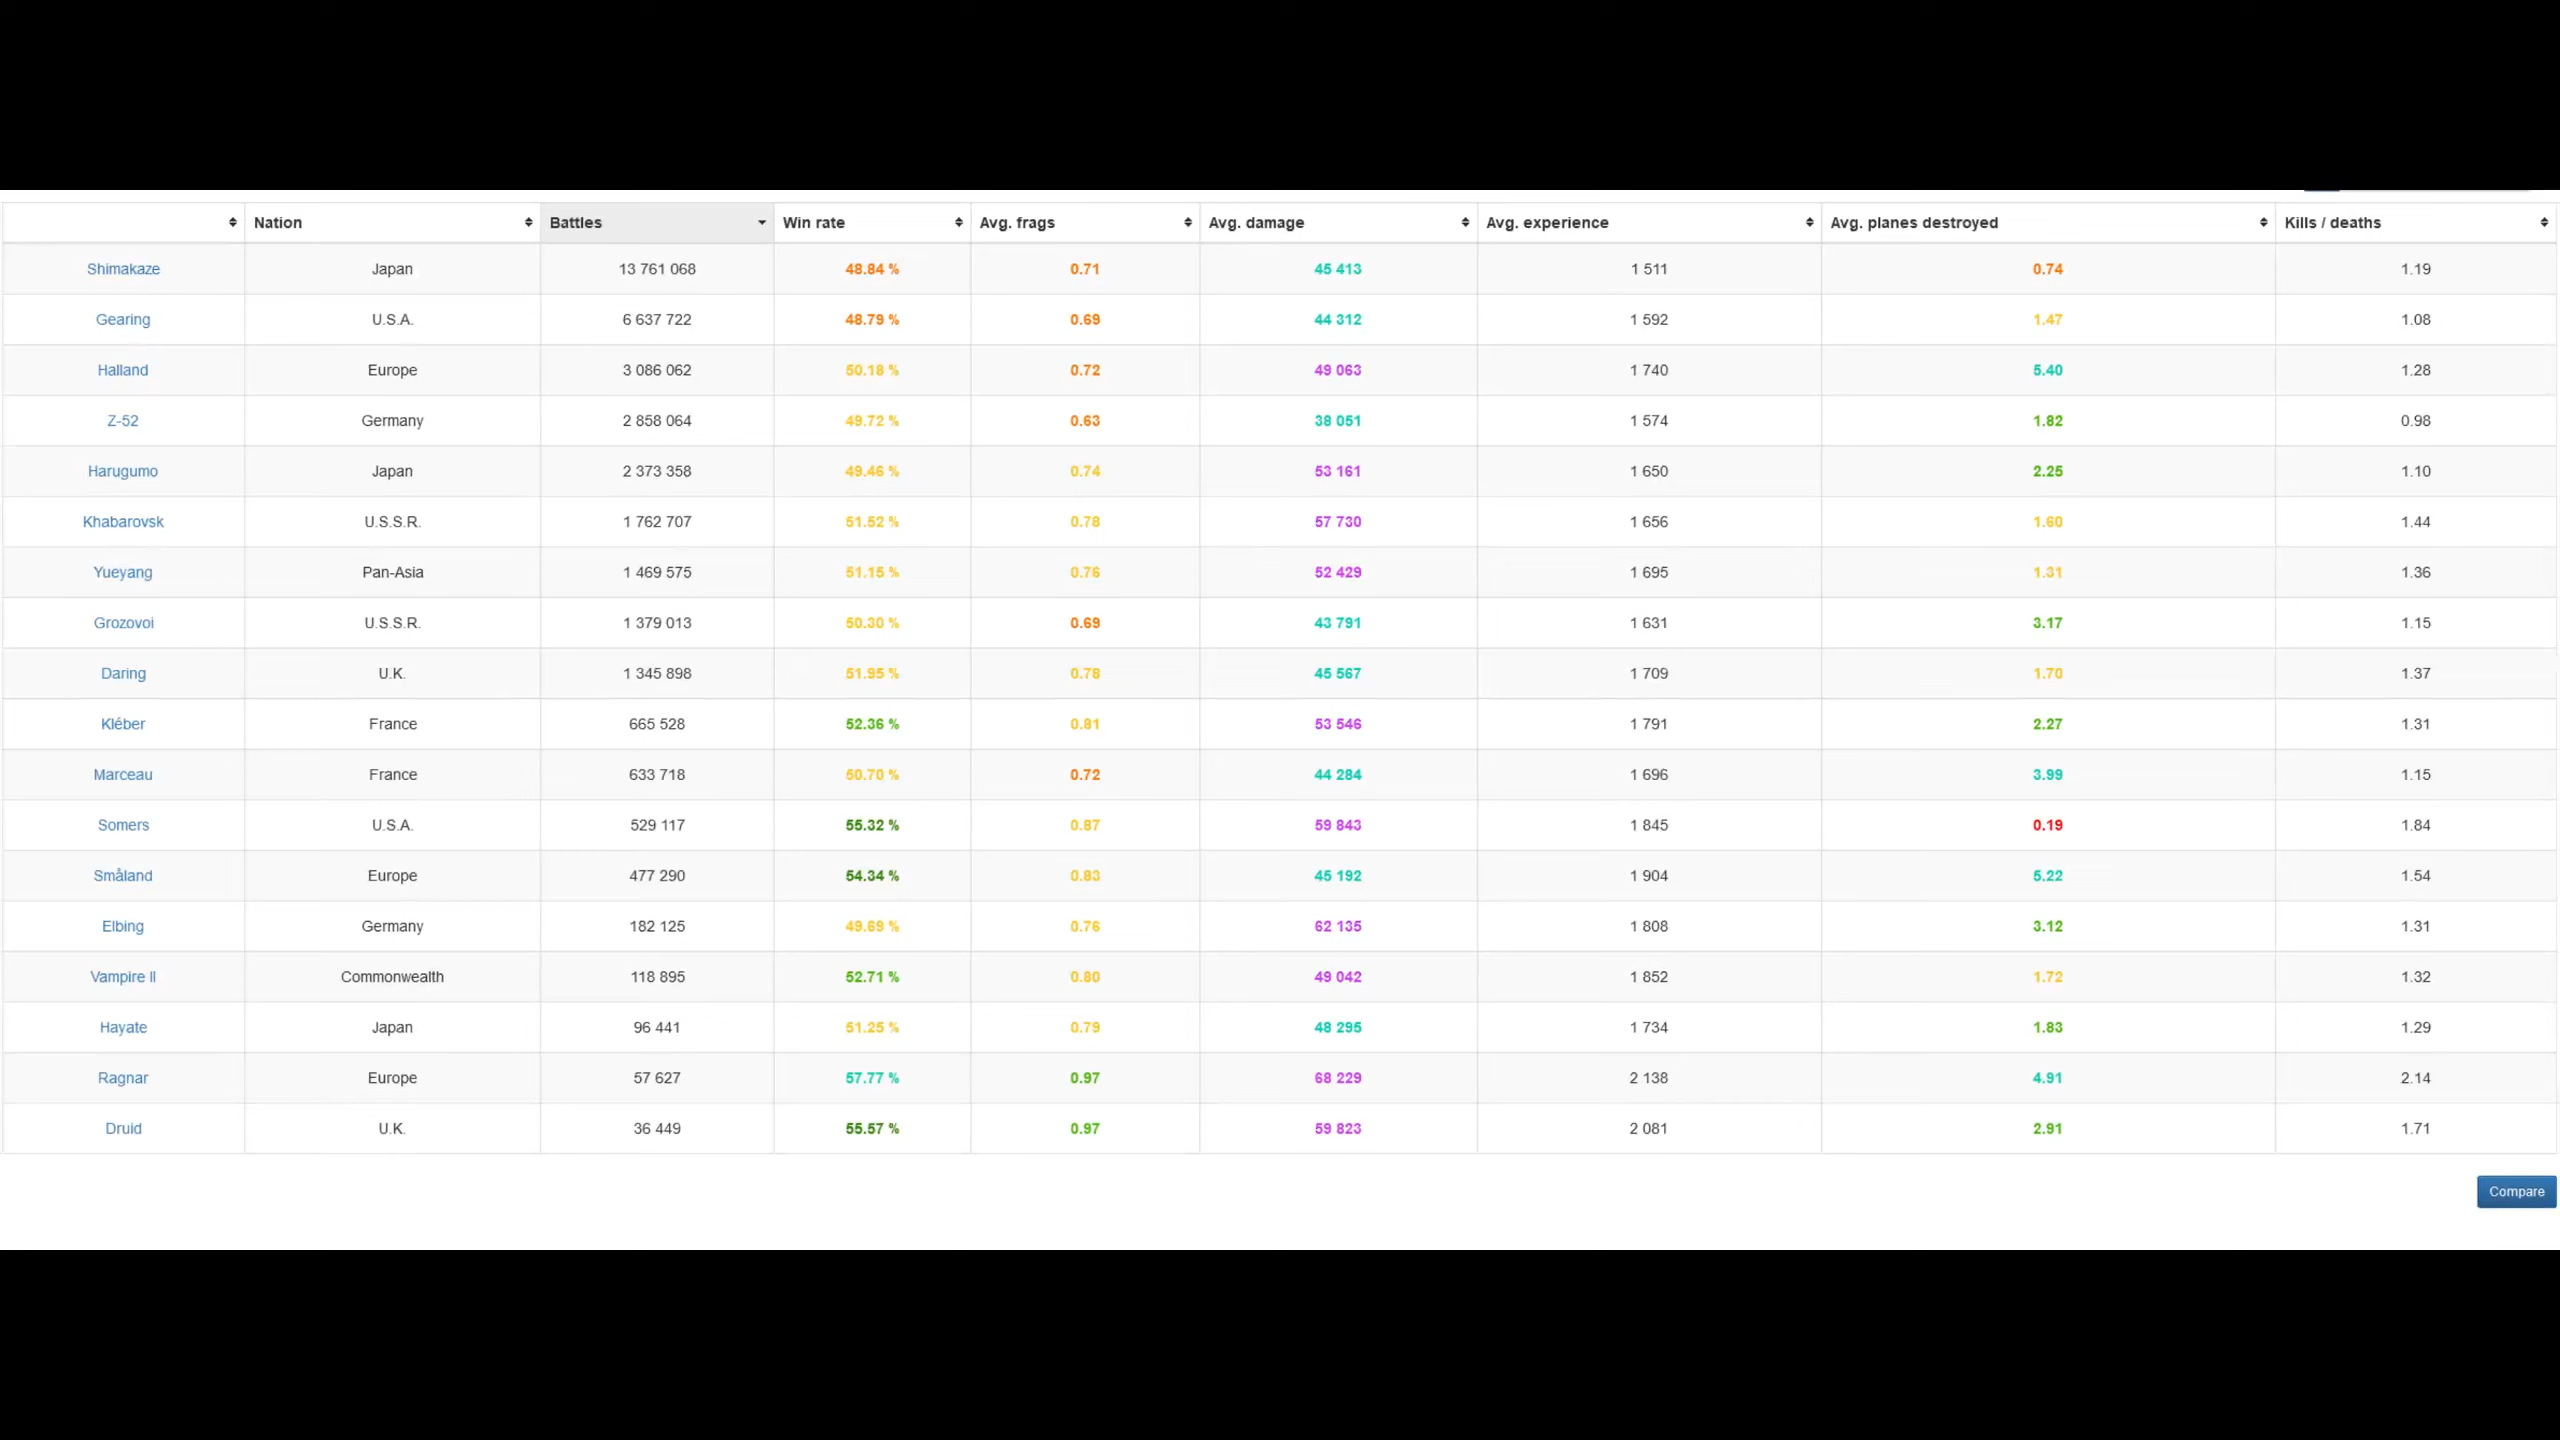 Nation Battles Win rate Avg. frags Avg. damage Avg. experience Avg. planes destroyed Kills / deaths
Shimakaze Japan 13 761 068 48.84 % 0.71 45 413 1 511 0.74 1.19
Gearing U.S.A. 6 637 722 48.79 % 0.69 44 312 1 592 1.47 1.08
Halland Europe 3 086 062 50.18 % 0.72 49 063 1 740 5.40 1.28
Z-52 Germany 2 858 064 49.72 % 0.63 38 051 1 574 1.82 0.98
Harugumo Japan 2 373 358 49.46 % 0.74 53 161 1 650 2.25 1.10
Khabarovsk U.S.S.R. 1 762 707 51.52 % 0.78 57 730 1 656 1.60 1.44
Yueyang Pan-Asia 1 469 575 51.15 % 0.76 52 429 1 695 1.31 1.36
Grozovoi U.S.S.R. 1 379 013 50.30 % 0.69 43 791 1 631 3.17 1.15
Daring U.K. 1 345 898 51.95 % 0.78 45 567 1 709 1.70 1.37
Kléber France 665 528 52.36 % 0.81 53 546 1 791 2.27 1.31
Marceau France 633 718 50.70 % 0.72 44 284 1 696 3.99 1.15
Somers U.S.A. 529 117 55.32 % 0.87 59 843 1 845 0.19 1.84
Småland Europe 477 290 54.34 % 0.83 45 192 1 904 5.22 1.54
Elbing Germany 182 125 49.69 % 0.76 62 135 1 808 3.12 1.31
Vampire II Commonwealth 118 895 52.71 % 0.80 49 042 1 852 1.72 1.32
Hayate Japan 96 441 51.25 % 0.79 48 295 1 734 1.83 1.29
Ragnar Europe 57 627 57.77 % 0.97 68 229 2 138 4.91 2.14
Druid U.K. 36 449 55.57 % 0.97 59 823 2 081 2.91 1.71
Compare